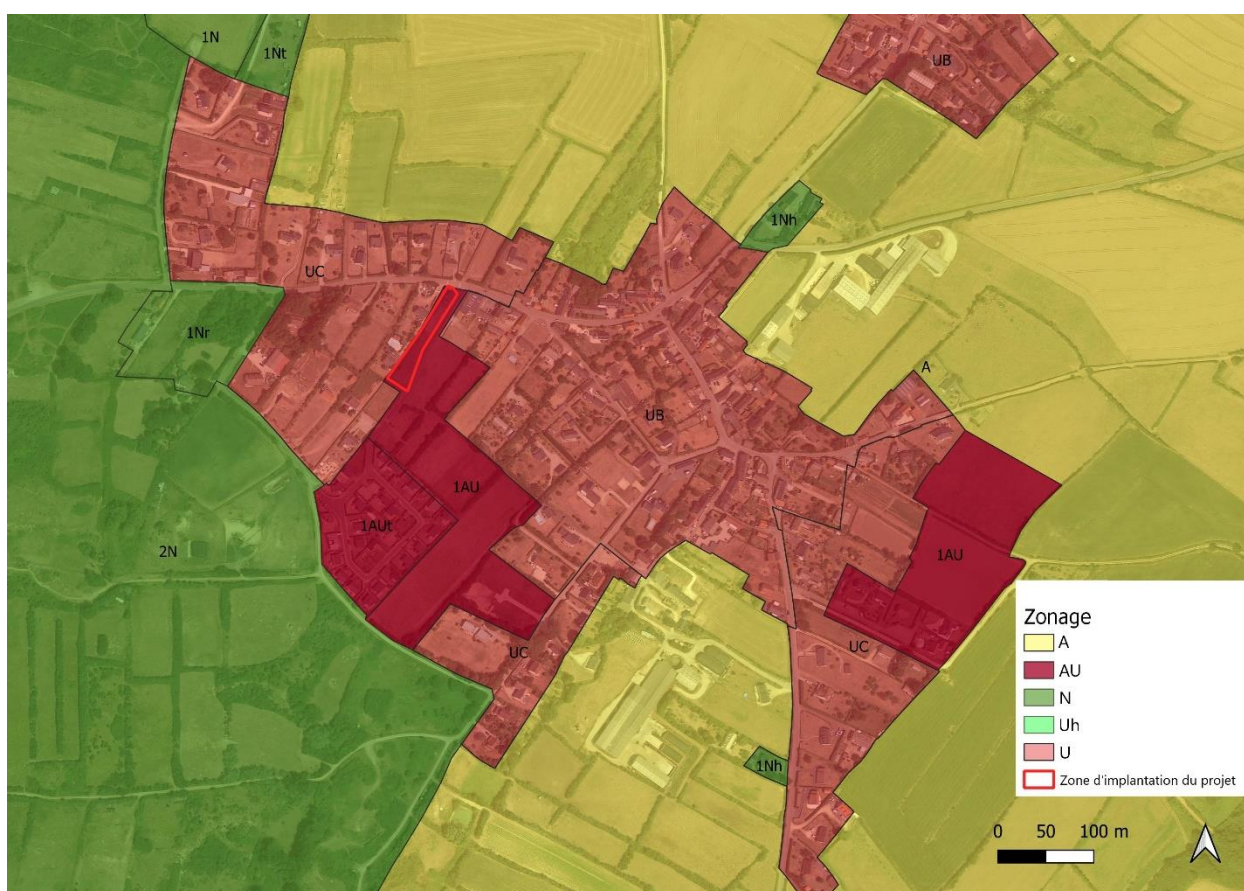 1N
1Nt
UB
1Nh
UC
1Nr
A
UB
1AU
1AUt
1AU
2N
UC
UC
1Nh
Zonage
A
AU
N
Uh
U
Zone d'implantation du projet
0 50 100 m